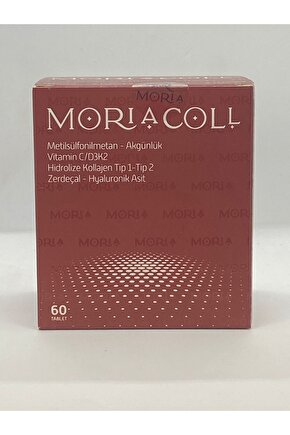 MORIA
MORIACOLL
Metilsülfonilmetan - Akgünlük
Vitamin C/D3K2
Hidrolize Kollajen Tip 1-Tip 2
Zerdeçal - Hyaluronik Asit
60
TABLET